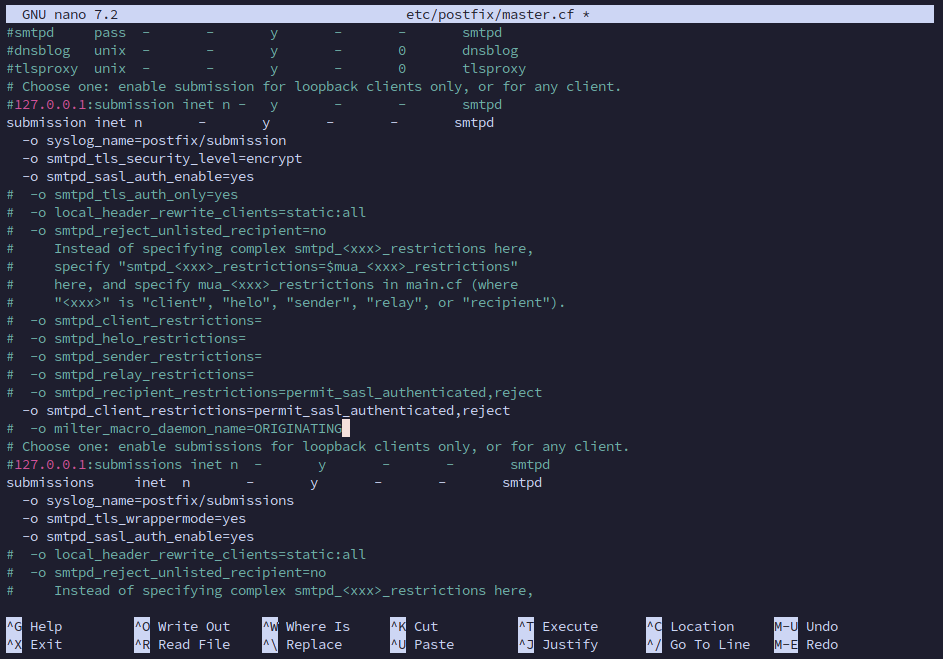 GNU nano 7.2 etc/postfix/master.cf *
#smtpd     pass  -       -       y       -       -       smtpd
#dnsblog   unix  -       -       y       -       0       dnsblog
#tlsproxy  unix  -       -       y       -       0       tlsproxy
# Choose one: enable submission for loopback clients only, or for any client.
#127.0.0.1:submission inet n -   y       -       -       smtpd
submission inet n       -       y       -       -       smtpd
  -o syslog_name=postfix/submission
  -o smtpd_tls_security_level=encrypt
  -o smtpd_sasl_auth_enable=yes
#  -o smtpd_tls_auth_only=yes
#  -o local_header_rewrite_clients=static:all
#  -o smtpd_reject_unlisted_recipient=no
#     Instead of specifying complex smtpd_<xxx>_restrictions here,
#     specify "smtpd_<xxx>_restrictions=$mua_<xxx>_restrictions"
#     here, and specify mua_<xxx>_restrictions in main.cf (where
#     "<xxx>" is "client", "helo", "sender", "relay", or "recipient").
#  -o smtpd_client_restrictions=
#  -o smtpd_helo_restrictions=
#  -o smtpd_sender_restrictions=
#  -o smtpd_relay_restrictions=
#  -o smtpd_recipient_restrictions=permit_sasl_authenticated,reject
  -o smtpd_client_restrictions=permit_sasl_authenticated,reject
#  -o milter_macro_daemon_name=ORIGINATING
# Choose one: enable submissions for loopback clients only, or for any client.
#127.0.0.1:submissions inet n  -       y       -       -       smtpd
submissions     inet  n       -       y       -       -       smtpd
  -o syslog_name=postfix/submissions
  -o smtpd_tls_wrappermode=yes
  -o smtpd_sasl_auth_enable=yes
#  -o local_header_rewrite_clients=static:all
#  -o smtpd_reject_unlisted_recipient=no
#     Instead of specifying complex smtpd_<xxx>_restrictions here,
^G Help ^O Write Out ^W Where Is ^K Cut ^T Execute ^C Location M-U Undo
^X Exit ^R Read File ^\ Replace ^U Paste ^J Justify ^/ Go To Line M-E Redo